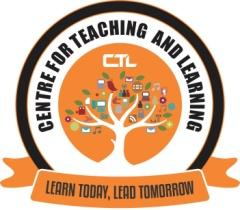 CENTRE FOR TEACHING AND LEARNING
CTL
LEARN TODAY, LEAD TOMORROW